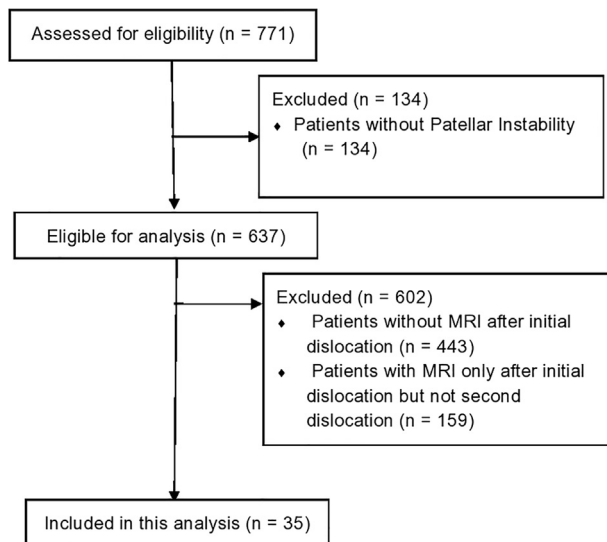 Assessed for eligibility (n = 771)
Excluded (n = 134)
♦ Patients without Patellar Instability
(n = 134)
Eligible for analysis (n = 637)
Excluded (n = 602)
♦ Patients without MRI after initial
dislocation (n = 443)
♦ Patients with MRI only after initial
dislocation but not second
dislocation (n = 159)
Included in this analysis (n = 35)